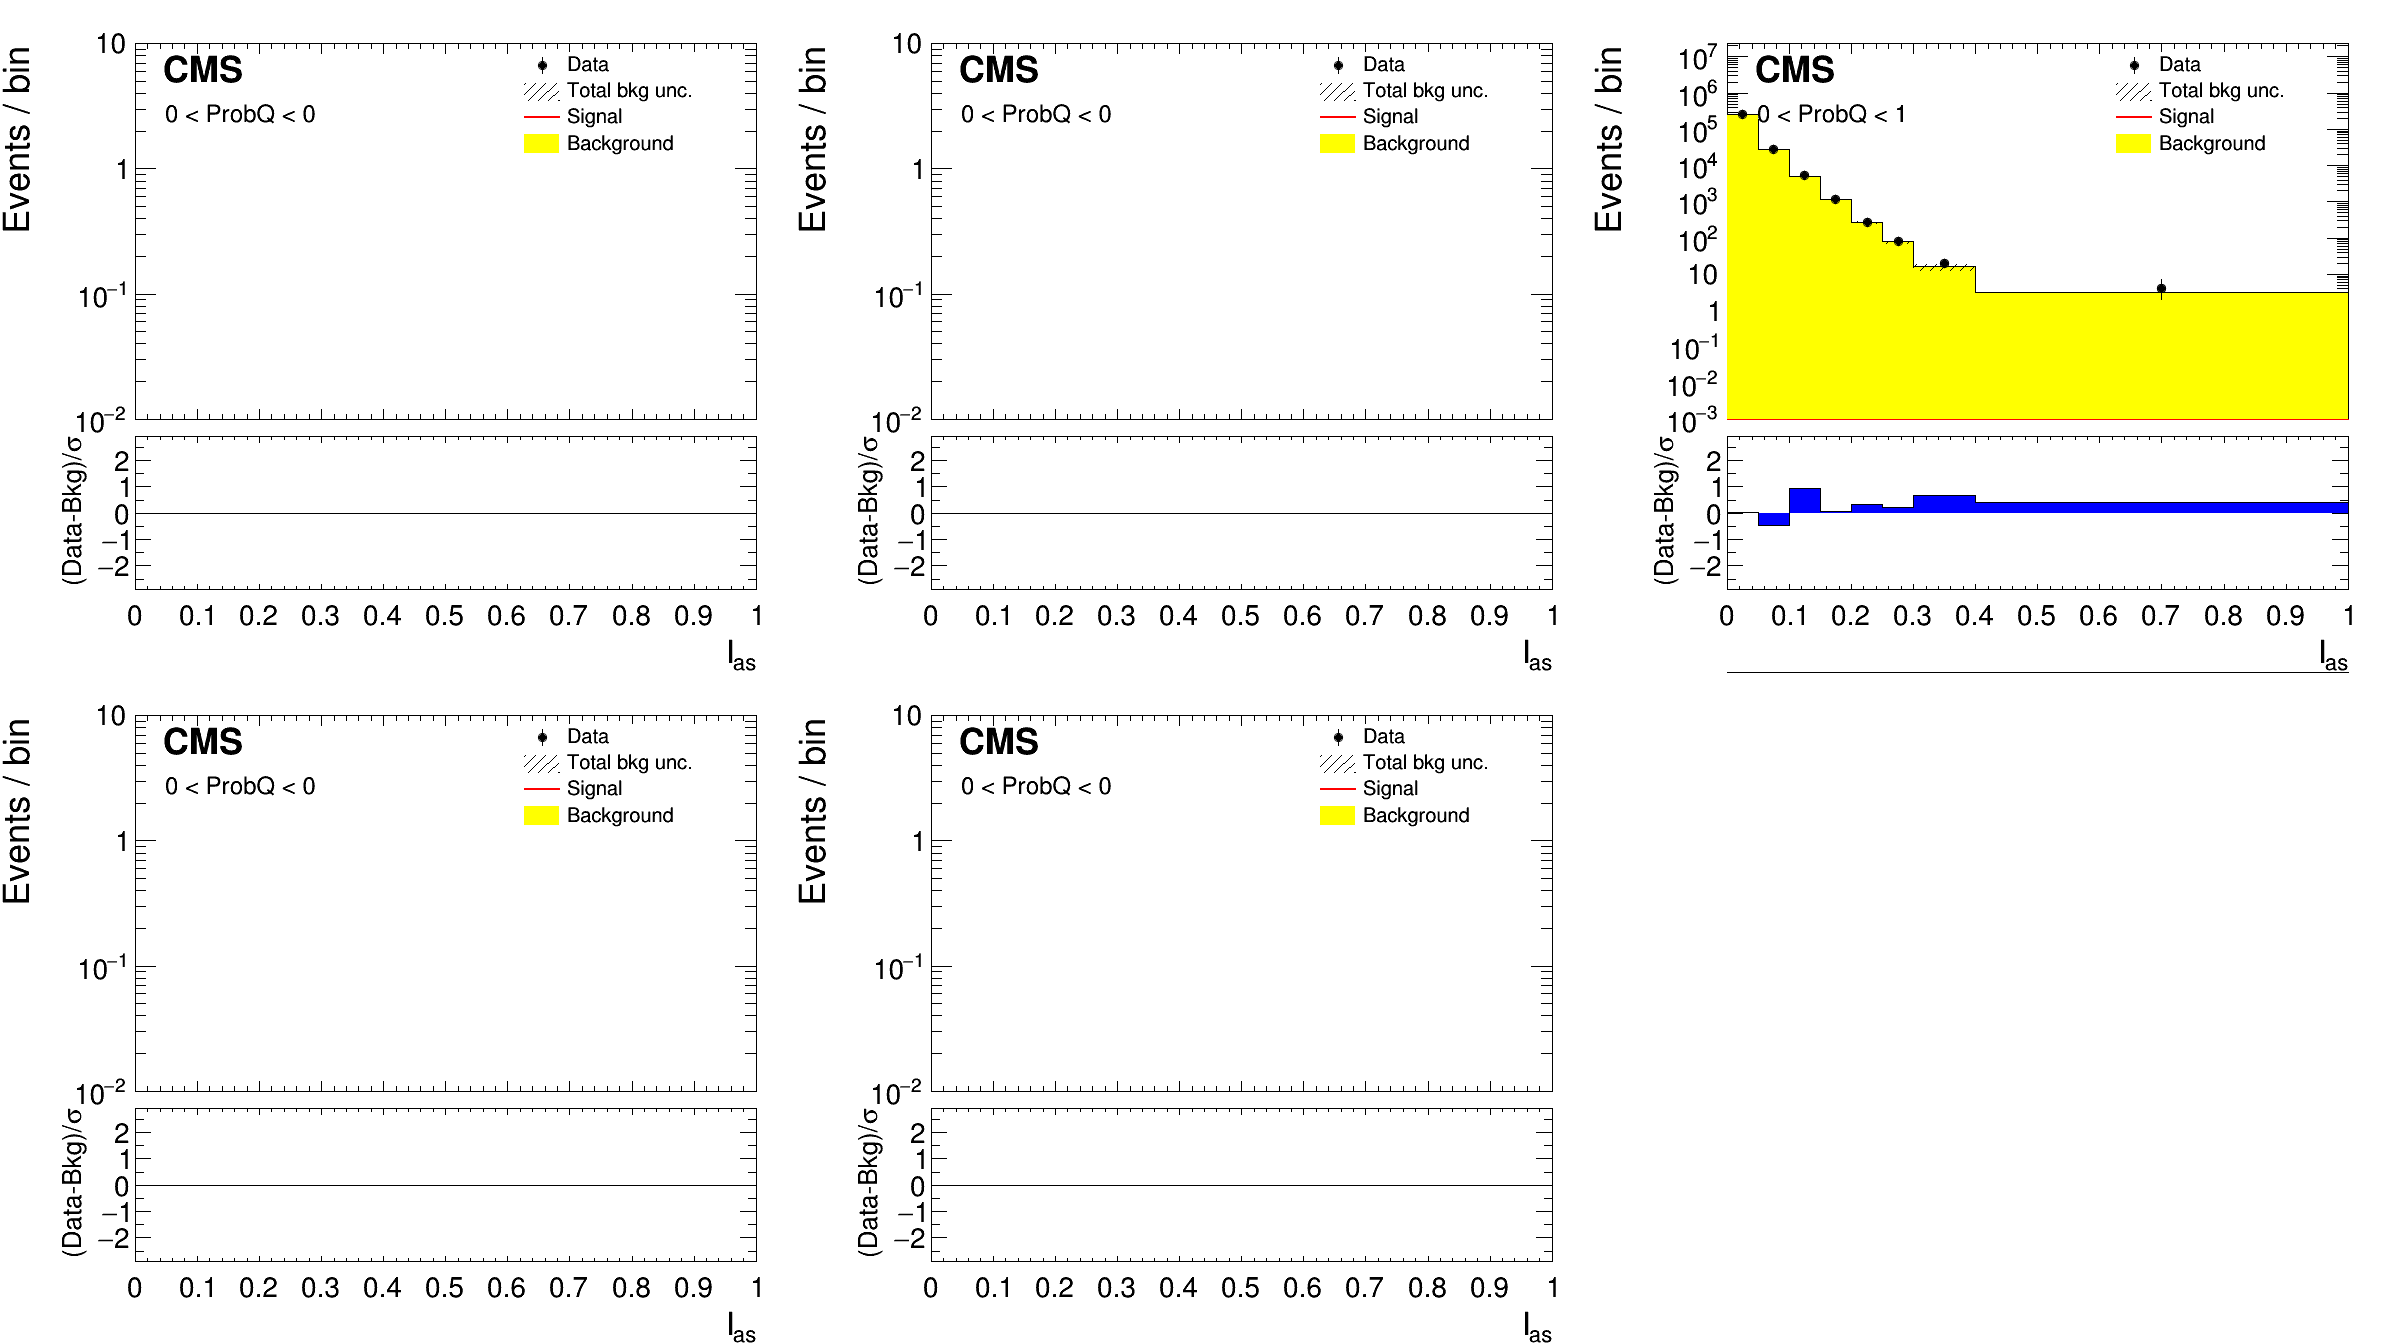 Events / bin
10
1
10⁻¹
10⁻²
CMS
0 < ProbQ < 0
Data
Total bkg unc.
Signal
Background
(Data-Bkg)/σ
2
1
0
−1
−2
0 0.1 0.2 0.3 0.4 0.5 0.6 0.7 0.8 0.9 1
Ias
Events / bin
10
1
10⁻¹
10⁻²
CMS
0 < ProbQ < 0
Data
Total bkg unc.
Signal
Background
(Data-Bkg)/σ
2
1
0
−1
−2
0 0.1 0.2 0.3 0.4 0.5 0.6 0.7 0.8 0.9 1
Ias
Events / bin
10⁷
10⁶
10⁵
10⁴
10³
10²
10
1
10⁻¹
10⁻²
10⁻³
CMS
0 < ProbQ < 1
Data
Total bkg unc.
Signal
Background
(Data-Bkg)/σ
2
1
0
−1
−2
0 0.1 0.2 0.3 0.4 0.5 0.6 0.7 0.8 0.9 1
Ias
Events / bin
10
1
10⁻¹
10⁻²
CMS
0 < ProbQ < 0
Data
Total bkg unc.
Signal
Background
(Data-Bkg)/σ
2
1
0
−1
−2
0 0.1 0.2 0.3 0.4 0.5 0.6 0.7 0.8 0.9 1
Ias
Events / bin
10
1
10⁻¹
10⁻²
CMS
0 < ProbQ < 0
Data
Total bkg unc.
Signal
Background
(Data-Bkg)/σ
2
1
0
−1
−2
0 0.1 0.2 0.3 0.4 0.5 0.6 0.7 0.8 0.9 1
Ias